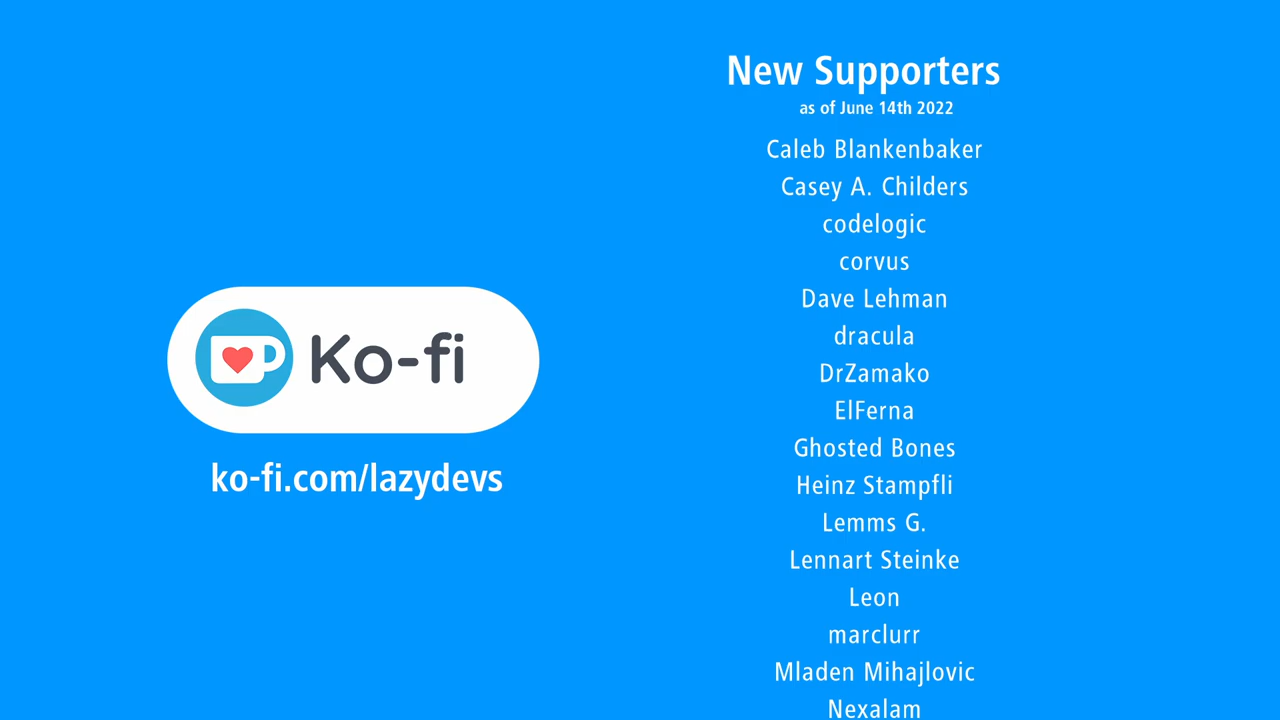 Ko-fi
ko-fi.com/lazydevs
New Supporters
as of June 14th 2022
Caleb Blankenbaker
Casey A. Childers
codelogic
corvus
Dave Lehman
dracula
DrZamako
ElFerna
Ghosted Bones
Heinz Stampfli
Lemms G.
Lennart Steinke
Leon
marclurr
Mladen Mihajlovic
Nexalam